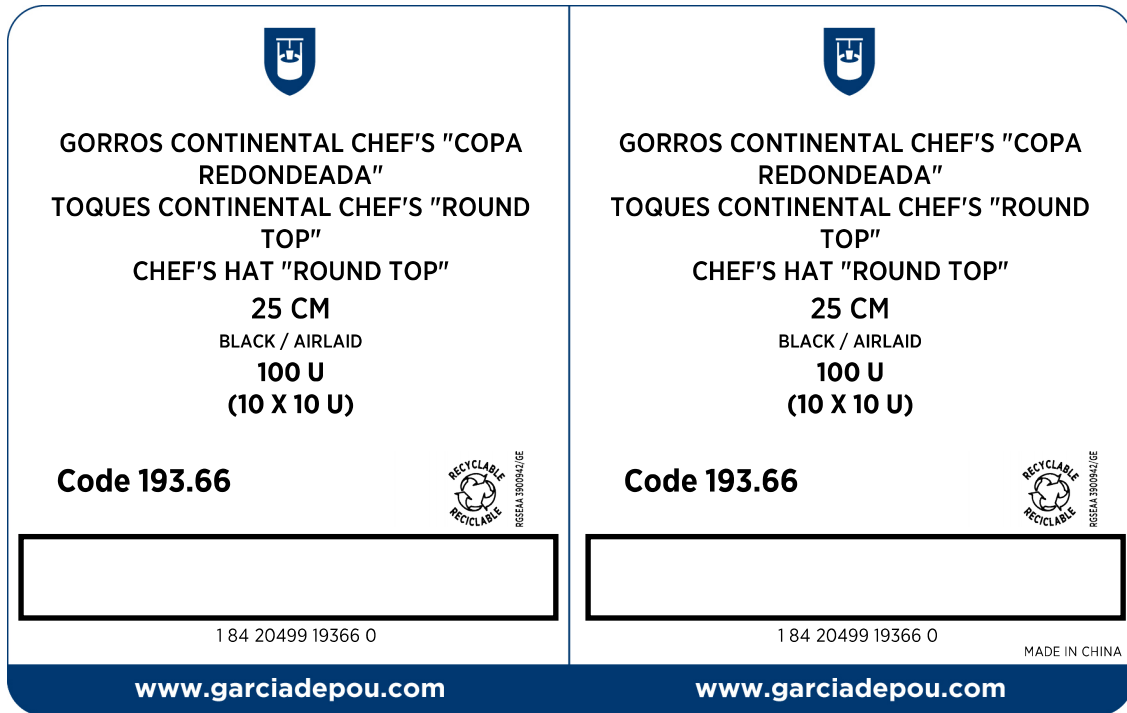 GORROS CONTINENTAL CHEF'S "COPA
REDONDEADA"
TOQUES CONTINENTAL CHEF'S "ROUND
TOP"
CHEF'S HAT "ROUND TOP"
25 CM
BLACK / AIRLAID
100 U
(10 X 10 U)
Code 193.66
RECYCLABLE
RECICLABLE
RGSEAA 3900942/GE
1 84 20499 19366 0
www.garciadepou.com
GORROS CONTINENTAL CHEF'S "COPA
REDONDEADA"
TOQUES CONTINENTAL CHEF'S "ROUND
TOP"
CHEF'S HAT "ROUND TOP"
25 CM
BLACK / AIRLAID
100 U
(10 X 10 U)
Code 193.66
RECYCLABLE
RECICLABLE
RGSEAA 3900942/GE
1 84 20499 19366 0
MADE IN CHINA
www.garciadepou.com